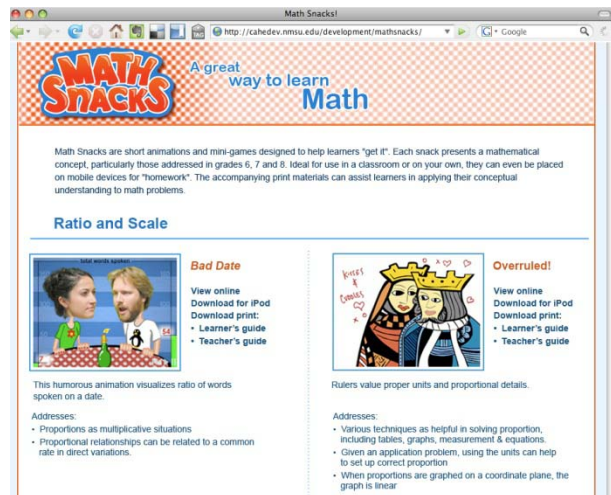 Math Snacks!
http://cahedev.nmsu.edu/development/mathsnacks/
G Google
TAG
MATH SNACKS
A great way to learn Math
Math Snacks are short animations and mini-games designed to help learners "get it". Each snack presents a mathematical
concept, particularly those addressed in grades 6, 7 and 8. Ideal for use in a classroom or on your own, they can even be placed
on mobile devices for "homework". The accompanying print materials can assist learners in applying their conceptual
understanding to math problems.
Ratio and Scale
total words spoken
54
Bad Date
View online
Download for iPod
Download print:
• Learner's guide
• Teacher's guide
This humorous animation visualizes ratio of words
spoken on a date.
Addresses:
• Proportions as multiplicative situations
• Proportional relationships can be related to a common
rate in direct variations.
KISSES
&
Overruled!
View online
Download for iPod
Download print:
• Learner's guide
• Teacher's guide
Rulers value proper units and proportional details.
Addresses:
• Various techniques as helpful in solving proportion,
including tables, graphs, measurement & equations.
• Given an application problem, using the units can help
to set up correct proportion
• When proportions are graphed on a coordinate plane, the
graph is linear